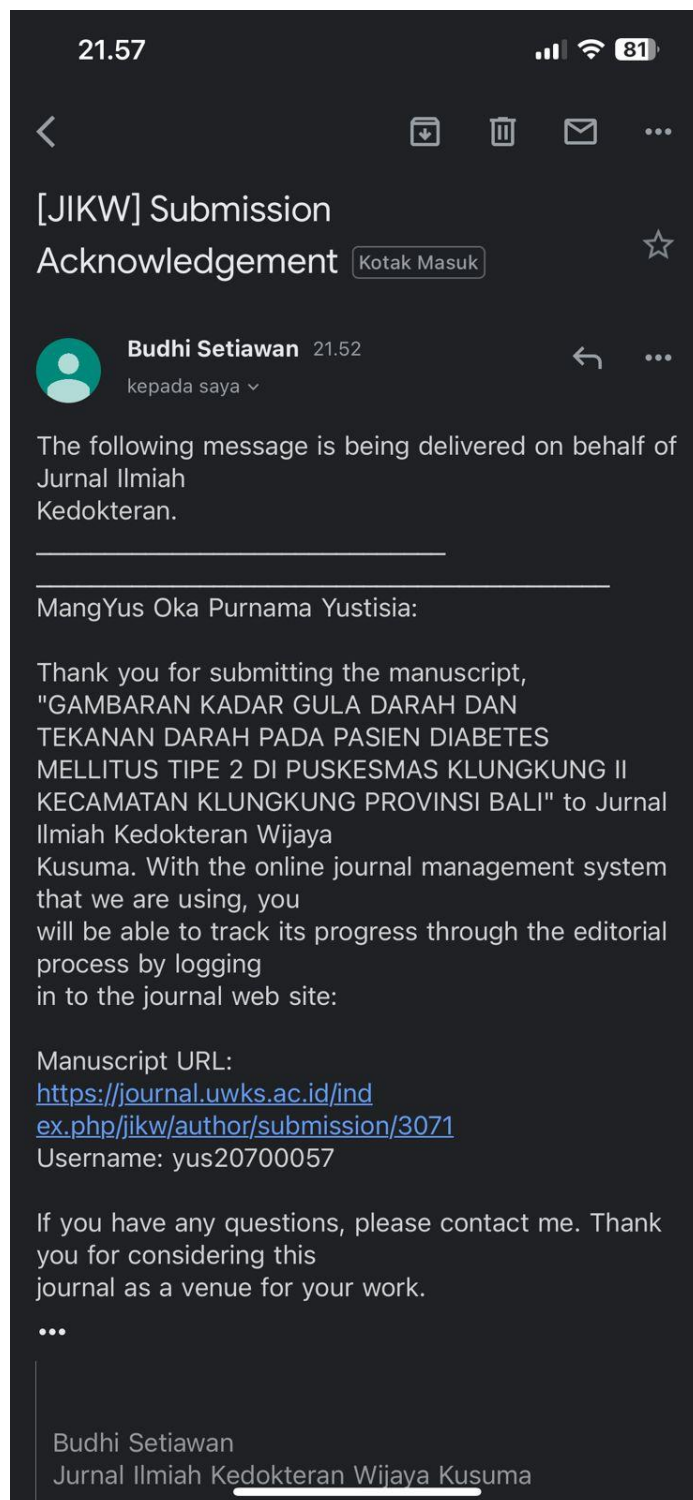 21.57
81
[JIKW] Submission
Acknowledgement Kotak Masuk
Budhi Setiawan 21.52
kepada saya
The following message is being delivered on behalf of
Jurnal Ilmiah
Kedokteran.
MangYus Oka Purnama Yustisia:
Thank you for submitting the manuscript,
"GAMBARAN KADAR GULA DARAH DAN
TEKANAN DARAH PADA PASIEN DIABETES
MELLITUS TIPE 2 DI PUSKESMAS KLUNGKUNG II
KECAMATAN KLUNGKUNG PROVINSI BALI" to Jurnal
Ilmiah Kedokteran Wijaya
Kusuma. With the online journal management system
that we are using, you
will be able to track its progress through the editorial
process by logging
in to the journal web site:
Manuscript URL:
https://journal.uwks.ac.id/ind
ex.php/jikw/author/submission/3071
Username: yus20700057
If you have any questions, please contact me. Thank
you for considering this
journal as a venue for your work.
Budhi Setiawan
Jurnal Ilmiah Kedokteran Wijaya Kusuma